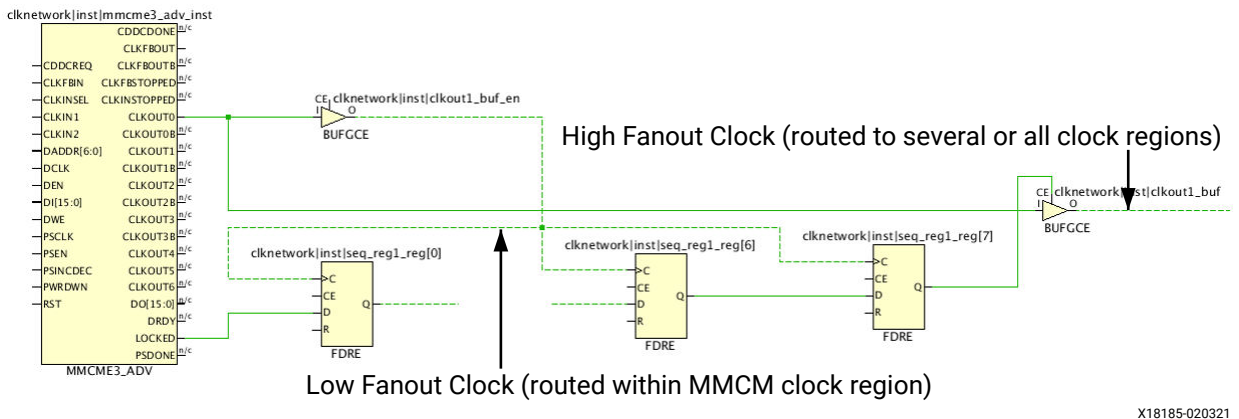 clknetwork|inst|mmcme3_adv_inst
CDDCDONE n/c
CLKFBOUT
CDDCREQ CLKFBOUTB n/c
CLKFBIN CLKFBSTOPPED n/c
CLKINSEL CLKINSTOPPED n/c
CLKIN1 CLKOUT0
CLKIN2 CLKOUT0B n/c
DADDR[6:0] CLKOUT1 n/c
DCLK CLKOUT1B n/c
DEN CLKOUT2 n/c
DI[15:0] CLKOUT2B n/c
DWE CLKOUT3 n/c
PSCLK CLKOUT3B n/c
PSEN CLKOUT4 n/c
PSINCDEC CLKOUT5 n/c
PWRDWN CLKOUT6 n/c
RST DO[15:0] n/c
DRDY n/c
LOCKED
PSDONE n/c
MMCME3_ADV
CE clknetwork|inst|clkout1_buf_en
I O
BUFGCE
High Fanout Clock (routed to several or all clock regions)
CE clknetwork|inst|clkout1_buf
I O
BUFGCE
clknetwork|inst|seq_reg1_reg[0]
C
CE
Q
D
R
FDRE
clknetwork|inst|seq_reg1_reg[6]
C
CE
Q
D
R
FDRE
clknetwork|inst|seq_reg1_reg[7]
C
CE
Q
D
R
FDRE
Low Fanout Clock (routed within MMCM clock region)
X18185-020321